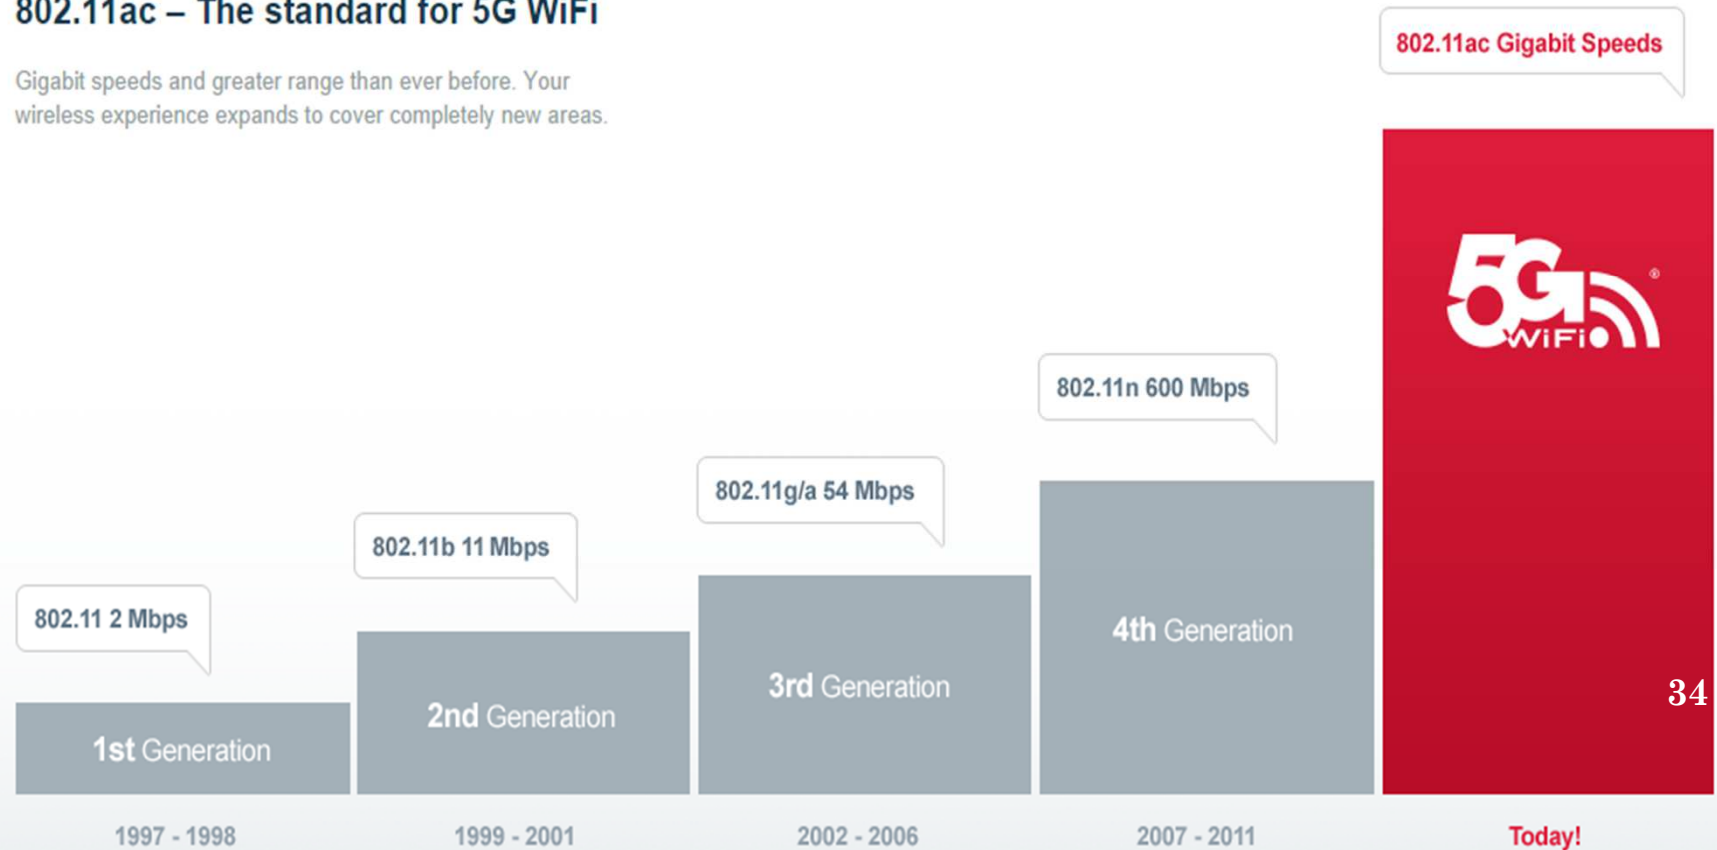 802.11ac – The standard for 5G WiFi
Gigabit speeds and greater range than ever before. Your
wireless experience expands to cover completely new areas.
802.11ac Gigabit Speeds
5G
WiFi
®
802.11n 600 Mbps
802.11g/a 54 Mbps
802.11b 11 Mbps
802.11 2 Mbps
1st Generation
2nd Generation
3rd Generation
4th Generation
34
1997 - 1998
1999 - 2001
2002 - 2006
2007 - 2011
Today!